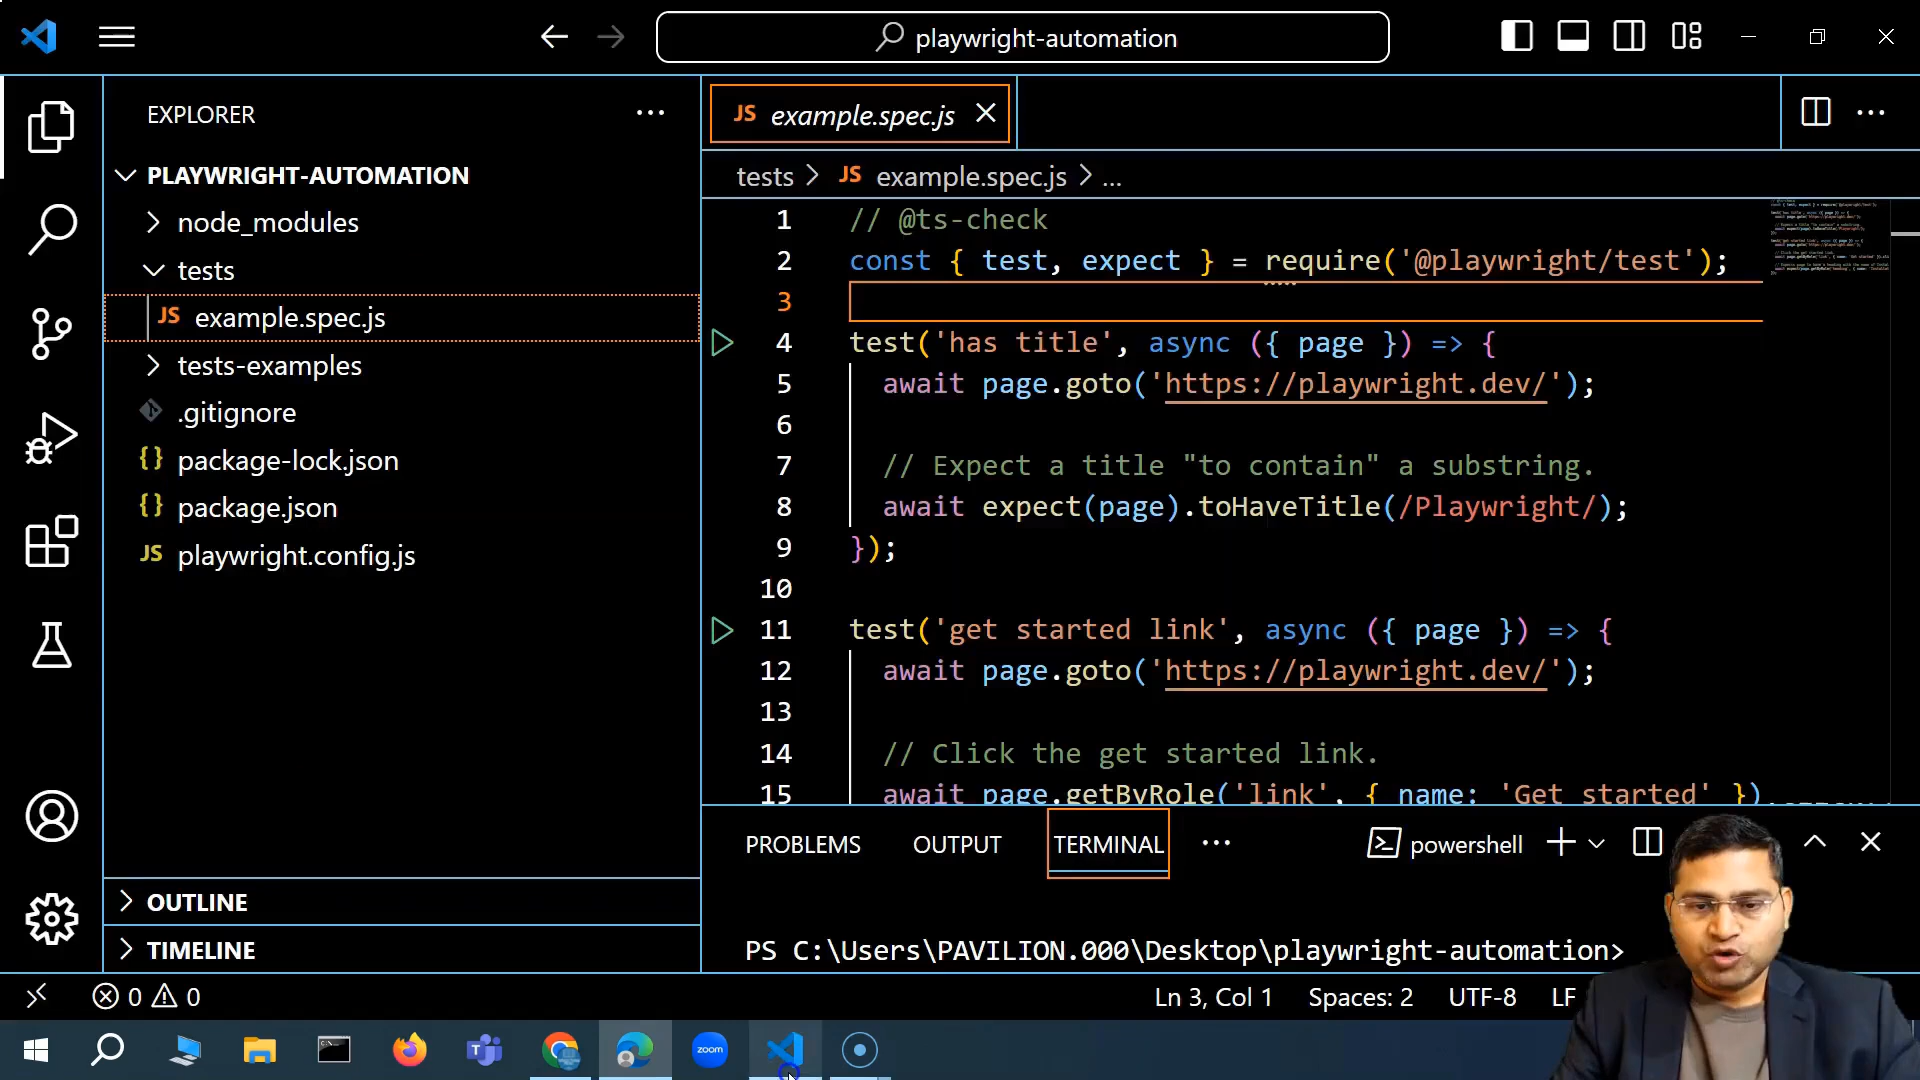 playwright-automation
EXPLORER
PLAYWRIGHT-AUTOMATION
node_modules
tests
JS example.spec.js
tests-examples
.gitignore
{} package-lock.json
{} package.json
JS playwright.config.js
OUTLINE
TIMELINE
JS example.spec.js
tests > JS example.spec.js > ...
1 // @ts-check
2 const { test, expect } = require('@playwright/test');
3
4 test('has title', async ({ page }) => {
5 await page.goto('https://playwright.dev/');
6
7 // Expect a title "to contain" a substring.
8 await expect(page).toHaveTitle(/Playwright/);
9 });
10
11 test('get started link', async ({ page }) => {
12 await page.goto('https://playwright.dev/');
13
14 // Click the get started link.
15 await page.getByRole('link', { name: 'Get started' })
PROBLEMS OUTPUT TERMINAL ... powershell
PS C:\Users\PAVILION.000\Desktop\playwright-automation>
0 0 Ln 3, Col 1 Spaces: 2 UTF-8 LF
zoom